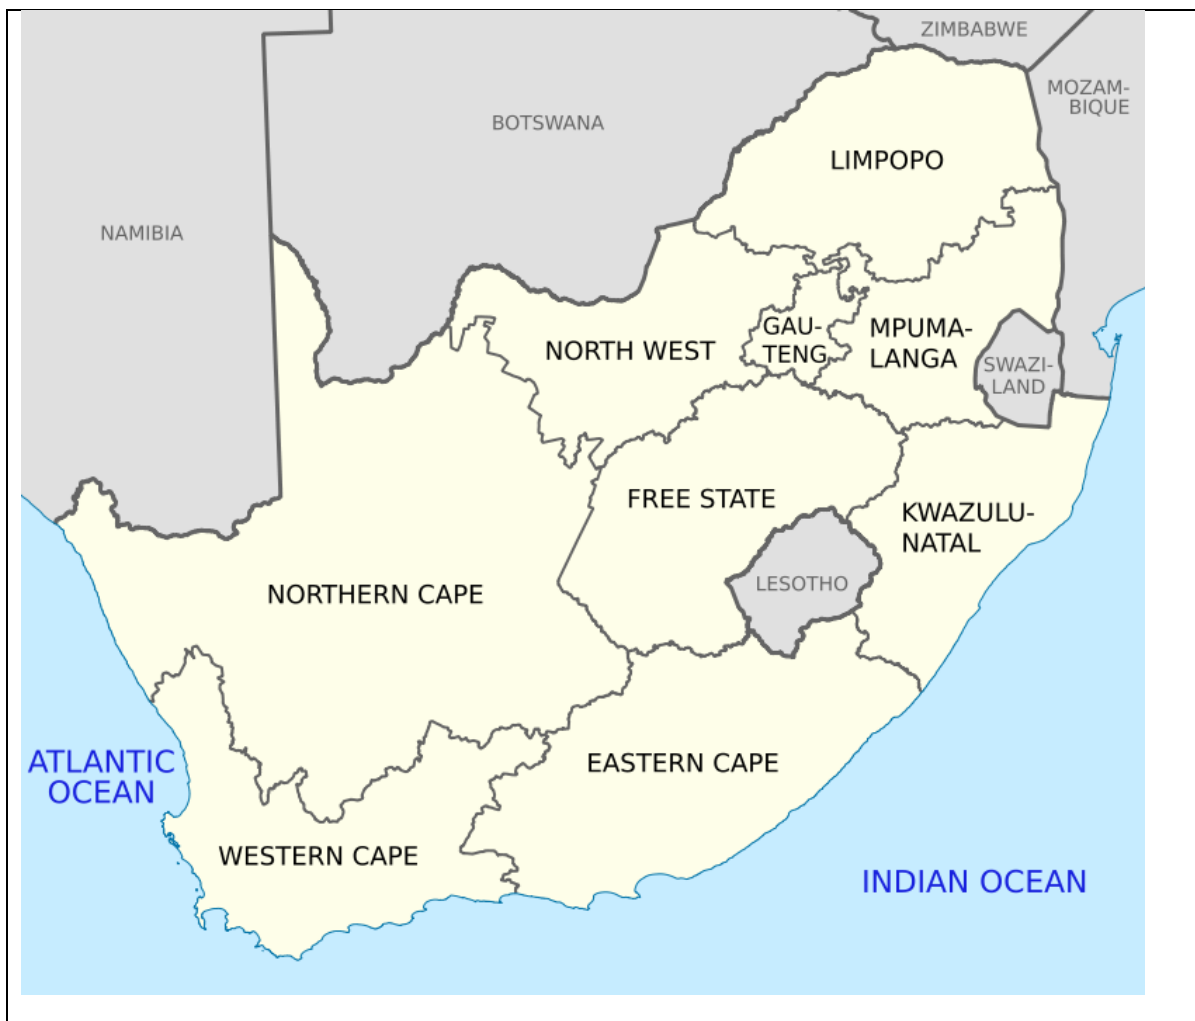 ZIMBABWE
MOZAM-
BIQUE
BOTSWANA
LIMPOPO
NAMIBIA
GAU-
TENG
MPUMA-
LANGA
NORTH WEST
SWAZI-
LAND
FREE STATE
KWAZULU-
NATAL
LESOTHO
NORTHERN CAPE
ATLANTIC
OCEAN
EASTERN CAPE
WESTERN CAPE
INDIAN OCEAN